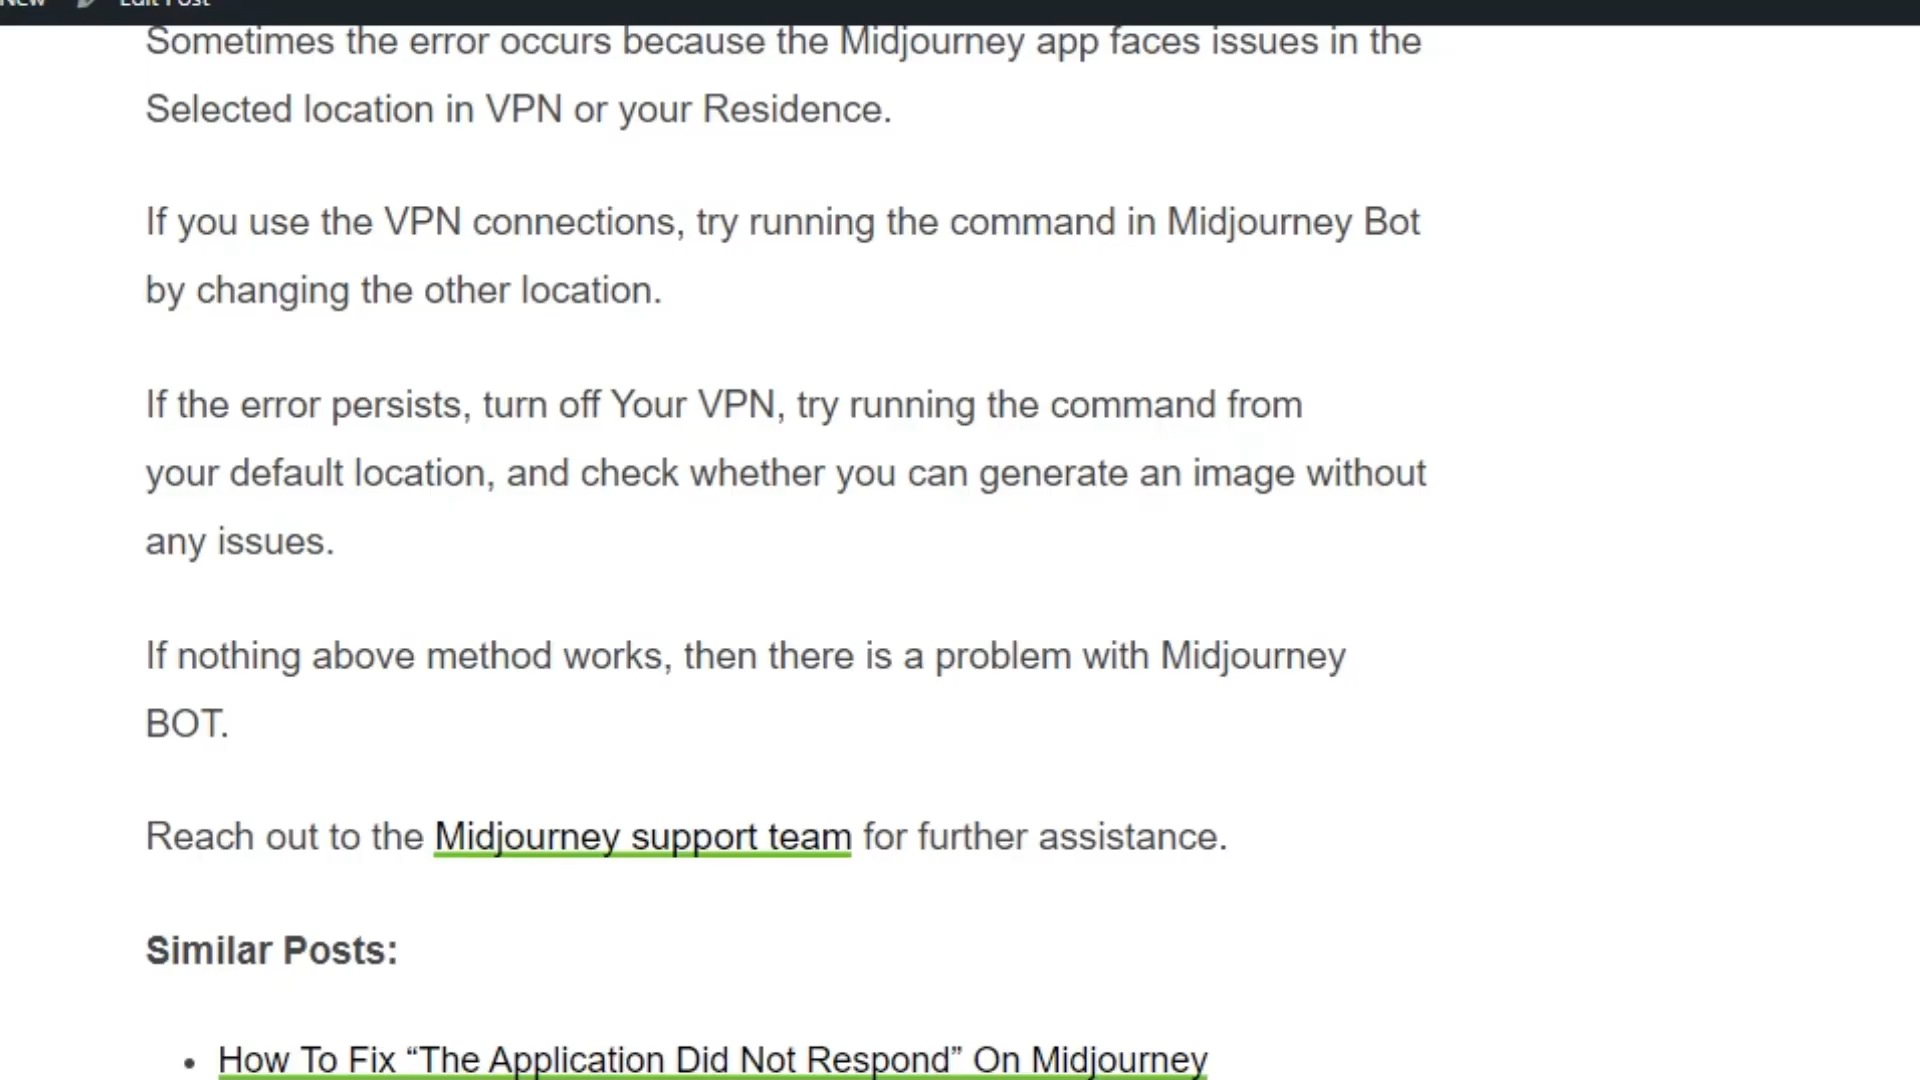 New Edit Post
Sometimes the error occurs because the Midjourney app faces issues in the
Selected location in VPN or your Residence.
If you use the VPN connections, try running the command in Midjourney Bot
by changing the other location.
If the error persists, turn off Your VPN, try running the command from
your default location, and check whether you can generate an image without
any issues.
If nothing above method works, then there is a problem with Midjourney
BOT.
Reach out to the Midjourney support team for further assistance.
Similar Posts:
• How To Fix “The Application Did Not Respond” On Midjourney